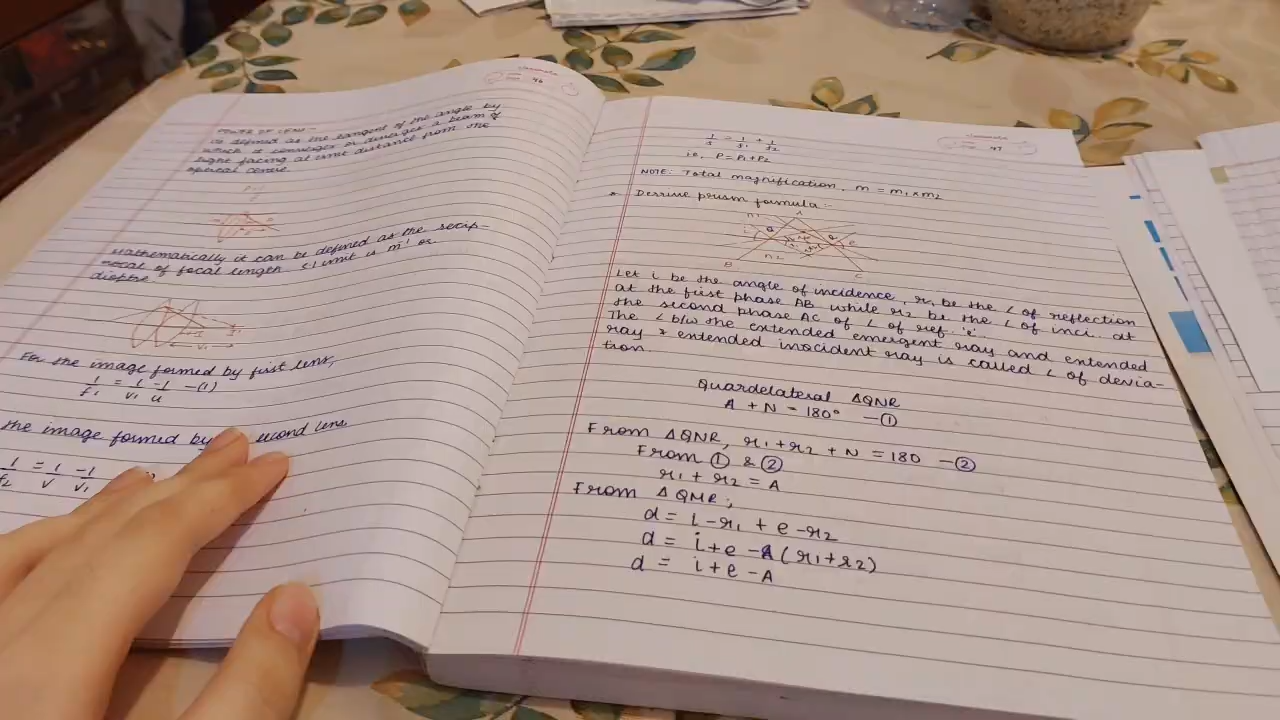 46
POWER OF LENS -
is defined as the tangent of the angle by
which it converges or diverges a beam of
light facing at unit distance from the
optical centre.
Mathematically it can be defined as the recip-
rocal of focal length unit is m⁻¹ or
dioptre
For the image formed by first lens,
1/f1 = 1/v1 - 1/u -(1)
the image formed by second lens
1/f2 = 1/v - 1/v1
47
1/f = 1/f1 + 1/f2
i.e, P = P1 + P2
NOTE: Total magnification, m = m1 x m2
* Derrive prism formula:-
A
B
C
Let i be the angle of incidence, r1 be the ∠ of reflection
at the first phase AB while r2 be the ∠ of inci. at
the second phase AC of ∠ of ref. 'e'
The ∠ b/w the extended emergent ray and extended
ray & extended inocident ray is called ∠ of devia-
tion.
Quardelateral ΔQNR
A + N = 180° -①
From ΔQNR, r1 + r2 + N = 180 -②
From ① & ②
r1 + r2 = A
From ΔQMR;
d = i - r1 + e - r2
d = i + e - (r1 + r2)
d = i + e - A